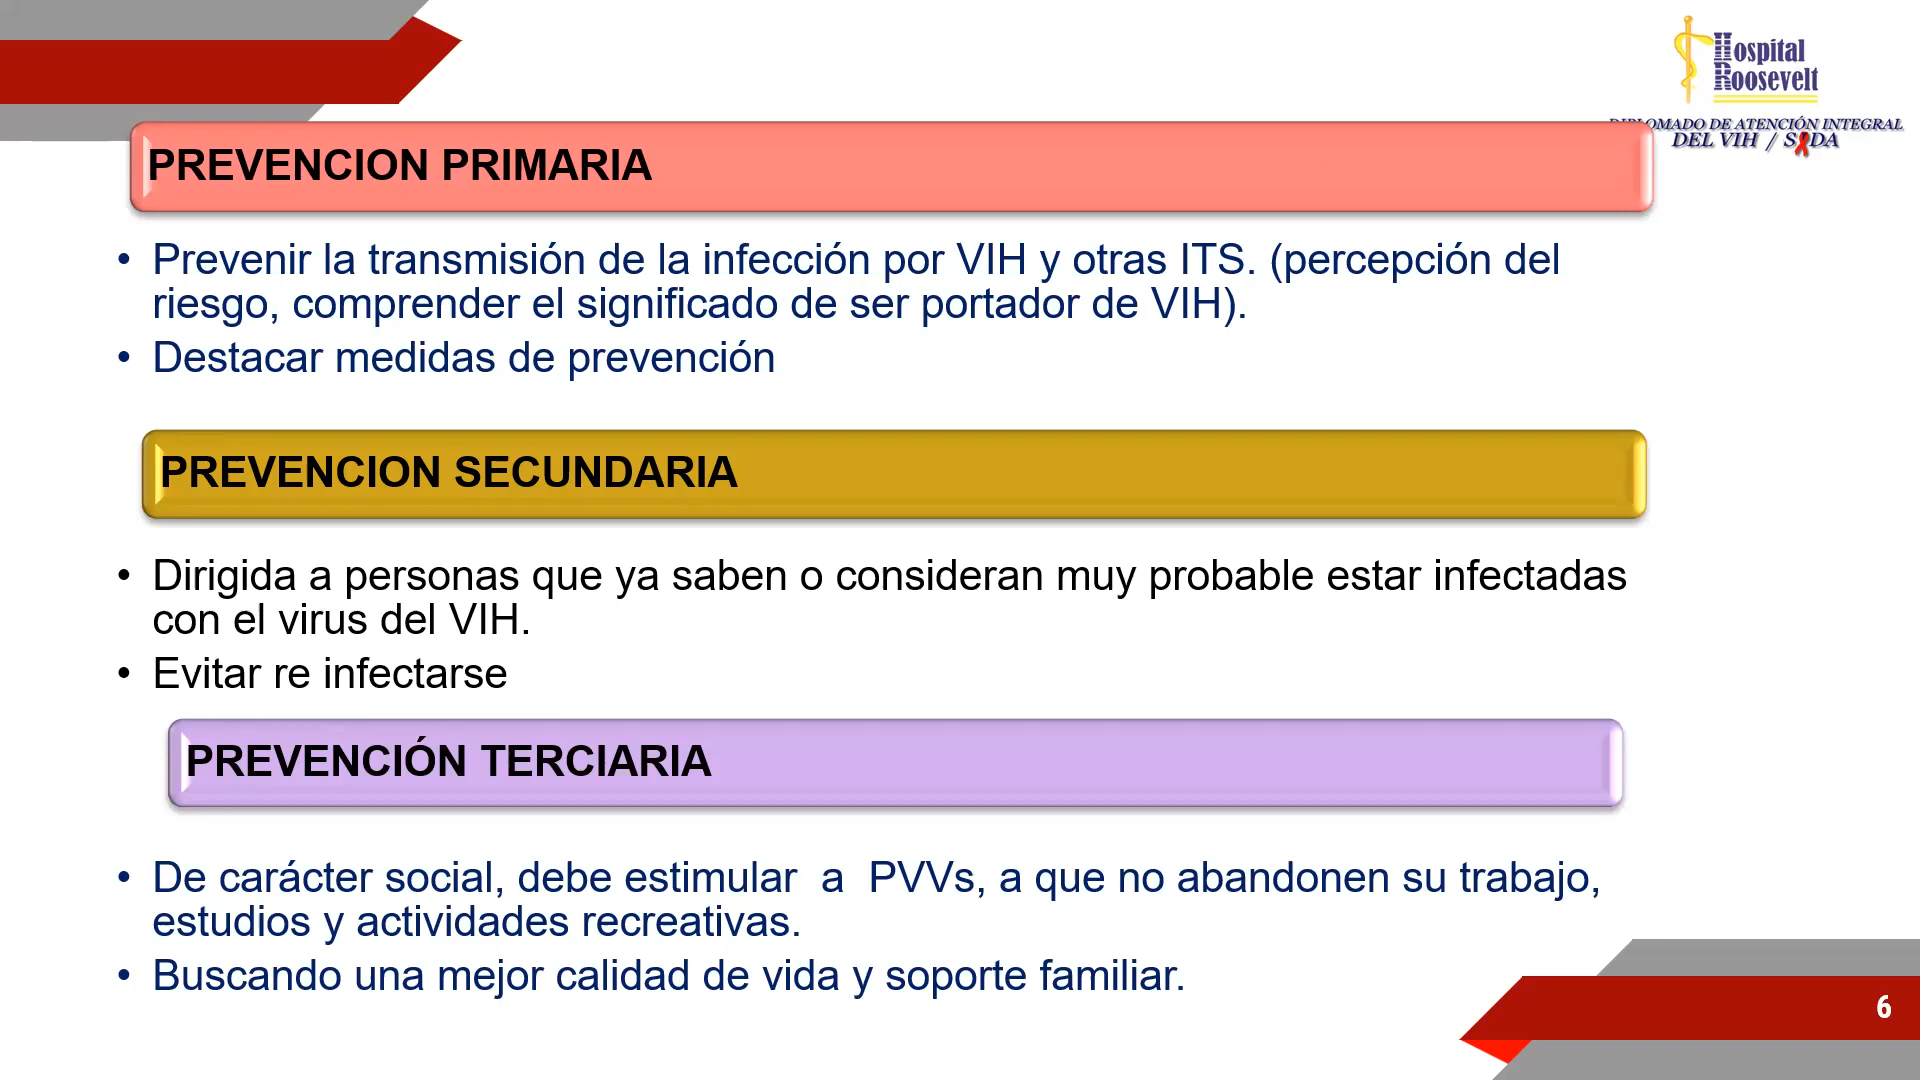 Hospital
Roosevelt
DIPLOMADO DE ATENCIÓN INTEGRAL
DEL VIH / SIDA
PREVENCION PRIMARIA
• Prevenir la transmisión de la infección por VIH y otras ITS. (percepción del
riesgo, comprender el significado de ser portador de VIH).
• Destacar medidas de prevención
PREVENCION SECUNDARIA
• Dirigida a personas que ya saben o consideran muy probable estar infectadas
con el virus del VIH.
• Evitar re infectarse
PREVENCIÓN TERCIARIA
• De carácter social, debe estimular a PVVs, a que no abandonen su trabajo,
estudios y actividades recreativas.
• Buscando una mejor calidad de vida y soporte familiar.
6